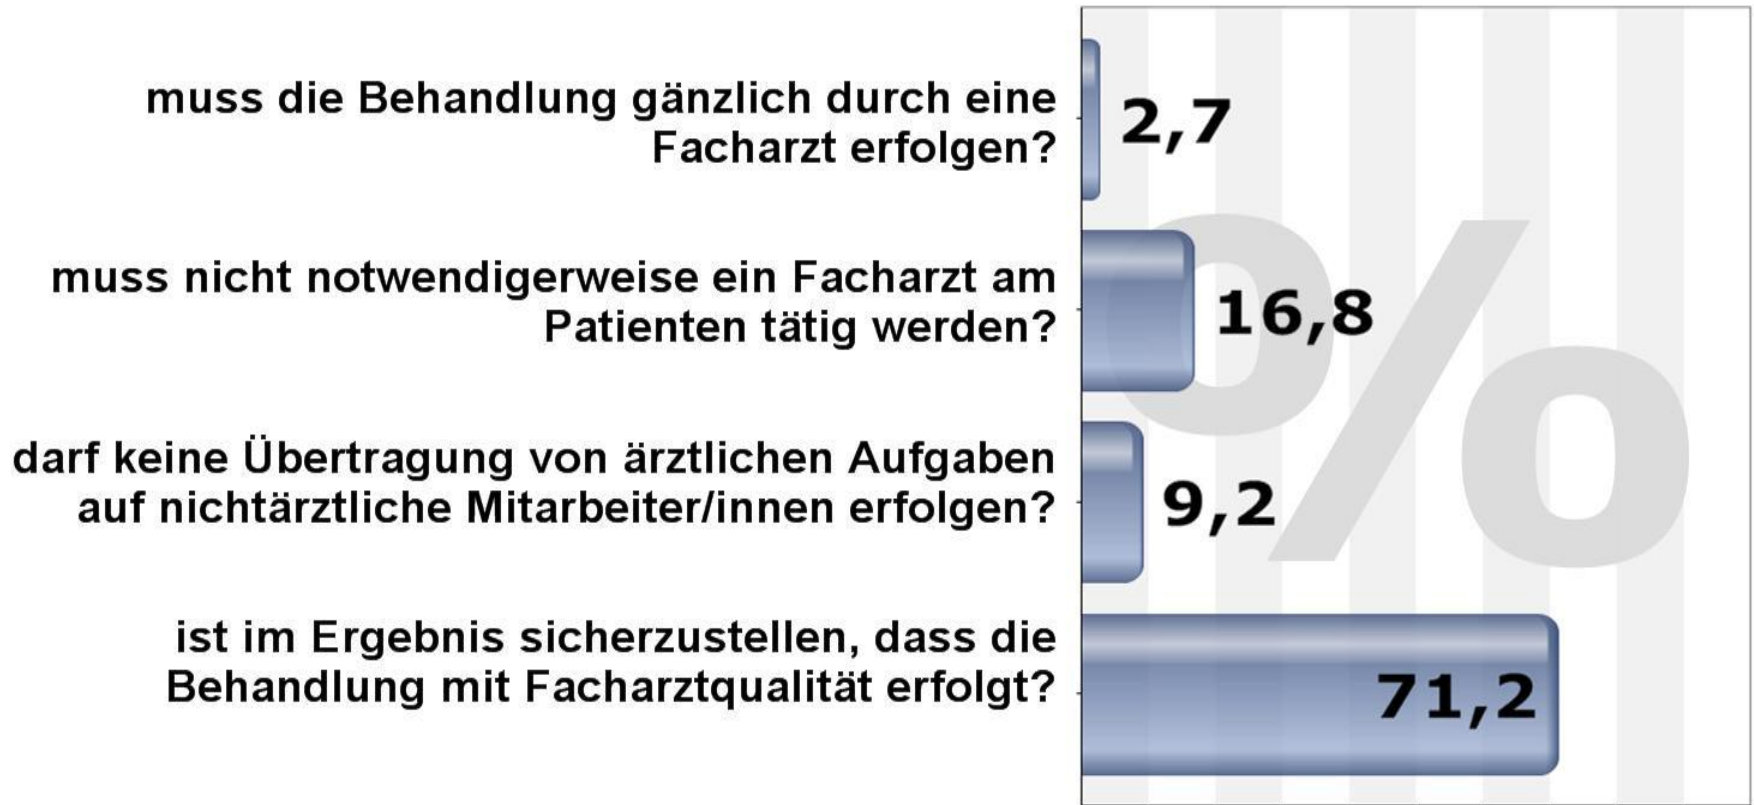 muss die Behandlung gänzlich durch eine
Facharzt erfolgen?
2,7
muss nicht notwendigerweise ein Facharzt am
Patienten tätig werden?
16,8
darf keine Übertragung von ärztlichen Aufgaben
auf nichtärztliche Mitarbeiter/innen erfolgen?
9,2
ist im Ergebnis sicherzustellen, dass die
Behandlung mit Facharztqualität erfolgt?
71,2
%